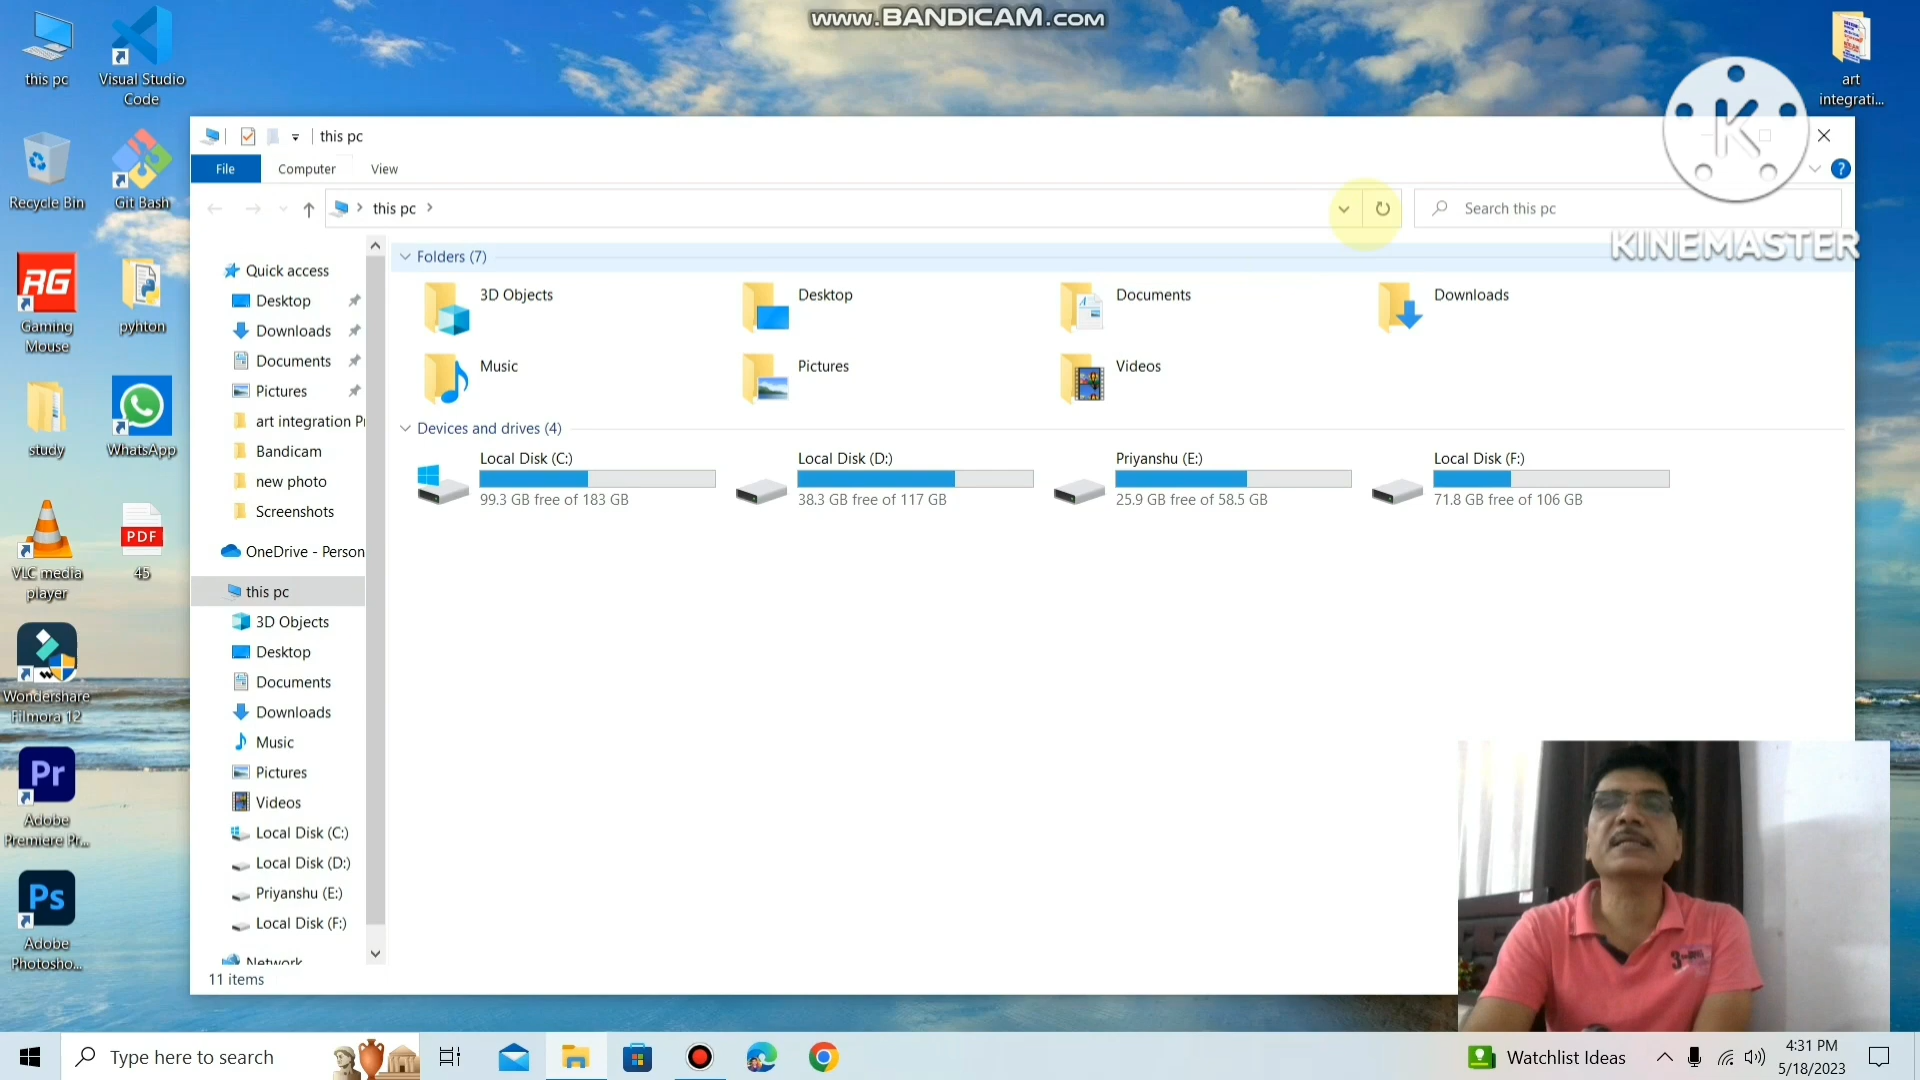 www.BANDICAM.com
this pc
Visual Studio
Code
art
integrati...
Recycle Bin
Git Bash
Gaming
Mouse
pyhton
study
WhatsApp
VLC media
player
PDF
45
Wondershare
Filmora 12
Pr
Adobe
Premiere Pr...
Ps
Adobe
Photosho...
RG
K
KINEMASTER
this pc
File
Computer
View
?
this pc
Search this pc
Quick access
Desktop
Downloads
Documents
Pictures
art integration P
Bandicam
new photo
Screenshots
OneDrive - Person
this pc
3D Objects
Desktop
Documents
Downloads
Music
Pictures
Videos
Local Disk (C:)
Local Disk (D:)
Priyanshu (E:)
Local Disk (F:)
Network
11 items
Folders (7)
3D Objects
Desktop
Documents
Downloads
Music
Pictures
Videos
Devices and drives (4)
Local Disk (C:)
99.3 GB free of 183 GB
Local Disk (D:)
38.3 GB free of 117 GB
Priyanshu (E:)
25.9 GB free of 58.5 GB
Local Disk (F:)
71.8 GB free of 106 GB
Type here to search
Watchlist Ideas
4:31 PM
5/18/2023